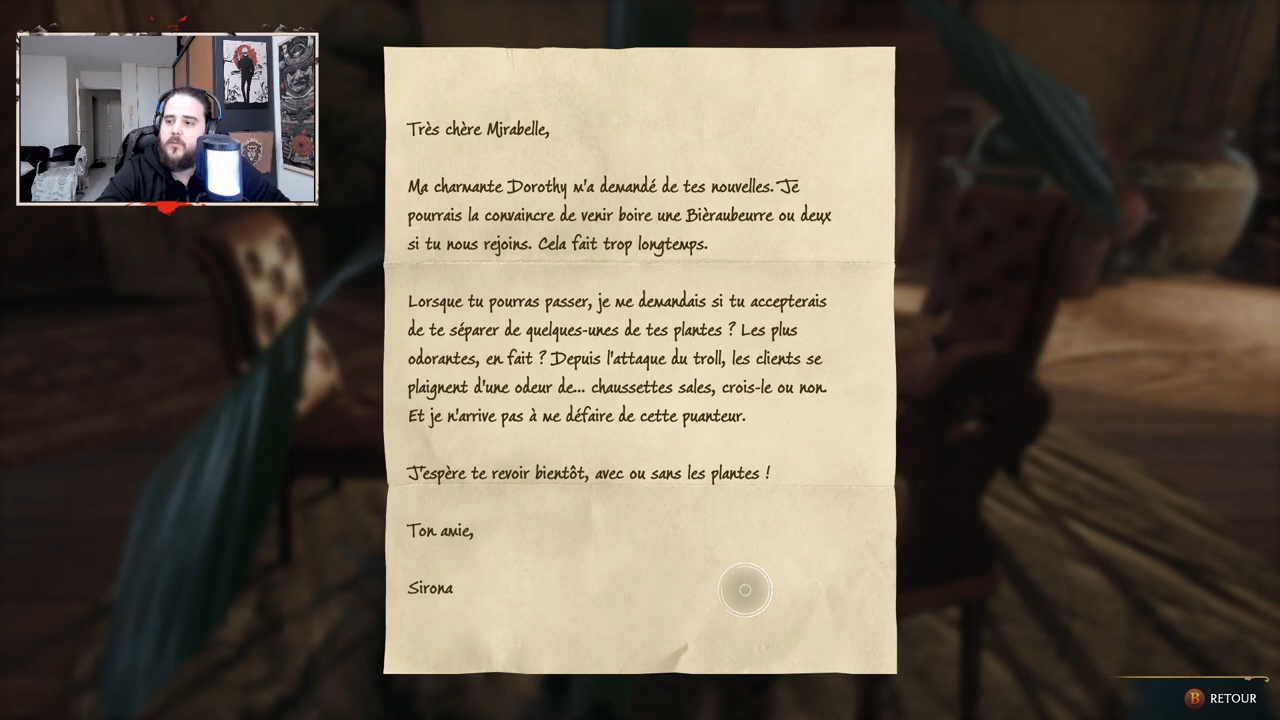 Très chère Mirabelle,
Ma charmante Dorothy m'a demandé de tes nouvelles. Je
pourrais la convaincre de venir boire une Bièraubeurre ou deux
si tu nous rejoins. Cela fait trop longtemps.
Lorsque tu pourras passer, je me demandais si tu accepterais
de te séparer de quelques-unes de tes plantes ? Les plus
odorantes, en fait ? Depuis l'attaque du troll, les clients se
plaignent d'une odeur de... chaussettes sales, crois-le ou non.
Et je n'arrive pas à me défaire de cette puanteur.
J'espère te revoir bientôt, avec ou sans les plantes !
Ton amie,
Sirona
B RETOUR